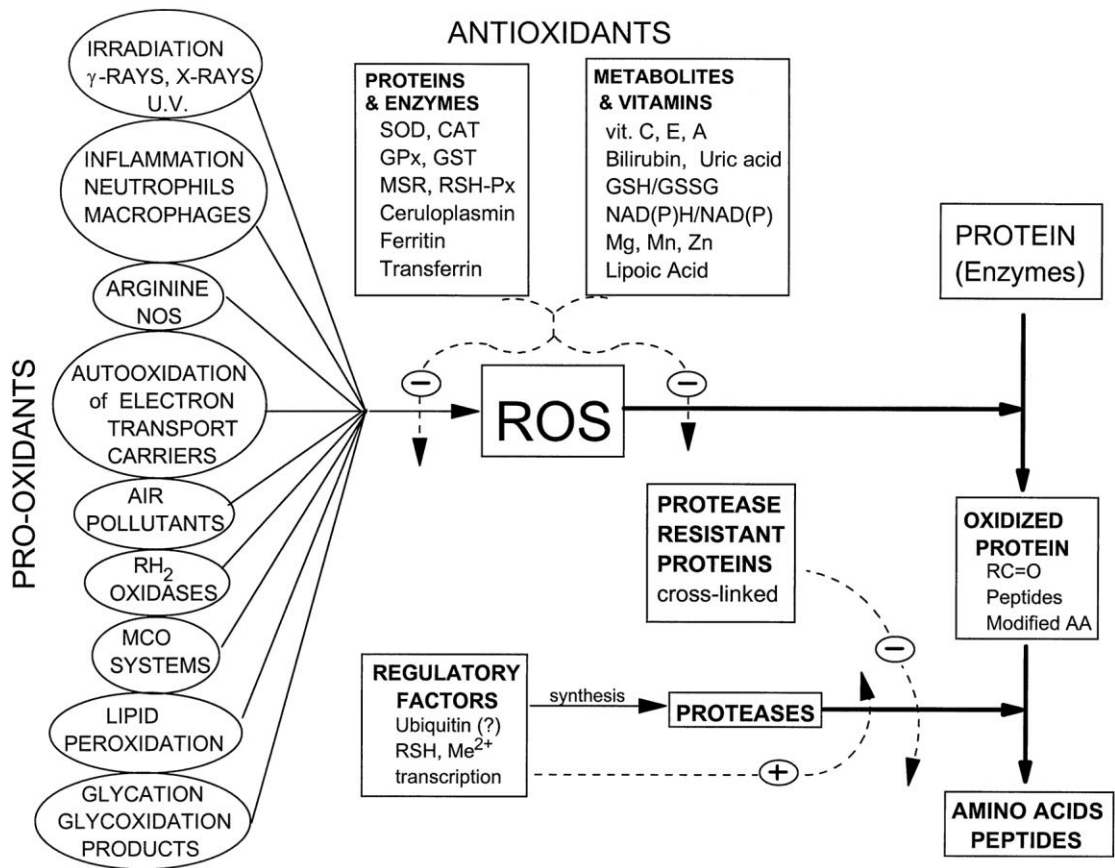 PRO-OXIDANTS
IRRADIATION
γ-RAYS, X-RAYS
U.V.
INFLAMMATION
NEUTROPHILS
MACROPHAGES
ARGININE
NOS
AUTOOXIDATION
of ELECTRON
TRANSPORT
CARRIERS
AIR
POLLUTANTS
RH2
OXIDASES
MCO
SYSTEMS
LIPID
PEROXIDATION
GLYCATION
GLYCOXIDATION
PRODUCTS
ANTIOXIDANTS
PROTEINS
& ENZYMES
SOD, CAT
GPx, GST
MSR, RSH-Px
Ceruloplasmin
Ferritin
Transferrin
METABOLITES
& VITAMINS
vit. C, E, A
Bilirubin, Uric acid
GSH/GSSG
NAD(P)H/NAD(P)
Mg, Mn, Zn
Lipoic Acid
−
ROS
−
PROTEIN
(Enzymes)
PROTEASE
RESISTANT
PROTEINS
cross-linked
−
OXIDIZED
PROTEIN
RC=O
Peptides
Modified AA
REGULATORY
FACTORS
Ubiquitin (?)
RSH, Me2+
transcription
synthesis
PROTEASES
+
AMINO ACIDS
PEPTIDES